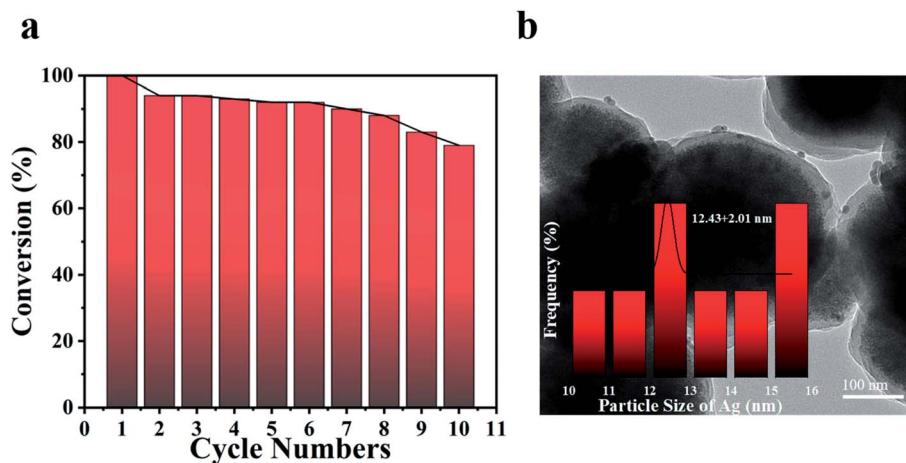 a
b
100
80
60
40
20
0
Conversion (%)
0 1 2 3 4 5 6 7 8 9 10 11
Cycle Numbers
12.43+2.01 nm
Frequency (%)
10 11 12 13 14 15 16
Particle Size of Ag (nm)
100 nm